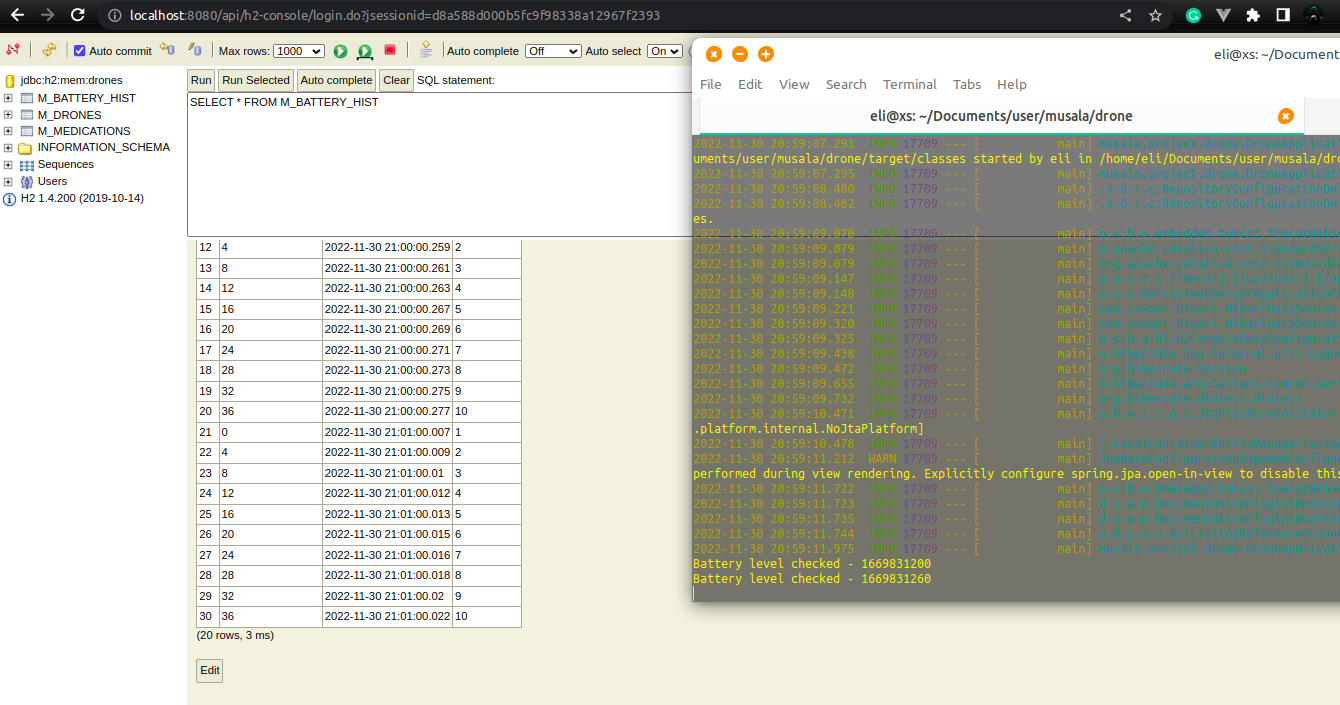 localhost:8080/api/h2-console/login.do?jsessionid=d8a588d000b5fc9f98338a12967f2393
Auto commit
Max rows: 1000
Auto complete Off
Auto select On
jdbc:h2:mem:drones
M_BATTERY_HIST
M_DRONES
M_MEDICATIONS
INFORMATION_SCHEMA
Sequences
Users
H2 1.4.200 (2019-10-14)
Run Run Selected Auto complete Clear SQL statement:
SELECT * FROM M_BATTERY_HIST
12 4 2022-11-30 21:00:00.259 2
13 8 2022-11-30 21:00:00.261 3
14 12 2022-11-30 21:00:00.263 4
15 16 2022-11-30 21:00:00.267 5
16 20 2022-11-30 21:00:00.269 6
17 24 2022-11-30 21:00:00.271 7
18 28 2022-11-30 21:00:00.273 8
19 32 2022-11-30 21:00:00.275 9
20 36 2022-11-30 21:00:00.277 10
21 0 2022-11-30 21:01:00.007 1
22 4 2022-11-30 21:01:00.009 2
23 8 2022-11-30 21:01:00.01 3
24 12 2022-11-30 21:01:00.012 4
25 16 2022-11-30 21:01:00.013 5
26 20 2022-11-30 21:01:00.015 6
27 24 2022-11-30 21:01:00.016 7
28 28 2022-11-30 21:01:00.018 8
29 32 2022-11-30 21:01:00.02 9
30 36 2022-11-30 21:01:00.022 10
(20 rows, 3 ms)
Edit
eli@xs: ~/Document
File Edit View Search Terminal Tabs Help
eli@xs: ~/Documents/user/musala/drone
2022-11-30 20:59:07.291 INFO 17709 --- [ main] musala.project.drone.DroneApplicat
uments/user/musala/drone/target/classes started by eli in /home/eli/Documents/user/musala/dro
2022-11-30 20:59:07.295 INFO 17709 --- [ main] musala.project.drone.DroneApplicat
2022-11-30 20:59:08.400 INFO 17709 --- [ main] .s.d.r.c.RepositoryConfigurationDe
2022-11-30 20:59:08.462 INFO 17709 --- [ main] .s.d.r.c.RepositoryConfigurationDe
es.
2022-11-30 20:59:09.070 INFO 17709 --- [ main] o.s.b.w.embedded.tomcat.TomcatWebS
2022-11-30 20:59:09.079 INFO 17709 --- [ main] o.apache.catalina.core.StandardSer
2022-11-30 20:59:09.079 INFO 17709 --- [ main] org.apache.catalina.core.StandardE
2022-11-30 20:59:09.147 INFO 17709 --- [ main] o.a.c.c.C.[Tomcat].[localhost].[/ap
2022-11-30 20:59:09.148 INFO 17709 --- [ main] w.s.c.ServletWebServerApplicationC
2022-11-30 20:59:09.221 INFO 17709 --- [ main] com.zaxxer.hikari.HikariDataSource
2022-11-30 20:59:09.320 INFO 17709 --- [ main] com.zaxxer.hikari.HikariDataSource
2022-11-30 20:59:09.325 INFO 17709 --- [ main] o.s.b.a.h2.H2ConsoleAutoConfigurat
2022-11-30 20:59:09.438 INFO 17709 --- [ main] o.hibernate.jpa.internal.util.LogH
2022-11-30 20:59:09.472 INFO 17709 --- [ main] org.hibernate.Version
2022-11-30 20:59:09.655 INFO 17709 --- [ main] o.hibernate.annotations.common.Ver
2022-11-30 20:59:09.732 INFO 17709 --- [ main] org.hibernate.dialect.Dialect
2022-11-30 20:59:10.471 INFO 17709 --- [ main] o.h.e.t.j.p.i.JtaPlatformInitiator
.platform.internal.NoJtaPlatform]
2022-11-30 20:59:10.478 INFO 17709 --- [ main] j.LocalContainerEntityManagerFacto
2022-11-30 20:59:11.212 WARN 17709 --- [ main] JpaBaseConfiguration$JpaWebConfigu
performed during view rendering. Explicitly configure spring.jpa.open-in-view to disable this
2022-11-30 20:59:11.722 INFO 17709 --- [ main] o.s.b.w.embedded.tomcat.TomcatWebS
2022-11-30 20:59:11.723 INFO 17709 --- [ main] d.s.w.p.DocumentationPluginsBootst
2022-11-30 20:59:11.735 INFO 17709 --- [ main] d.s.w.p.DocumentationPluginsBootst
2022-11-30 20:59:11.744 INFO 17709 --- [ main] s.d.s.w.s.ApiListingReferenceScann
2022-11-30 20:59:11.975 INFO 17709 --- [ main] musala.project.drone.DroneApplicat
Battery level checked - 1669831200
Battery level checked - 1669831260